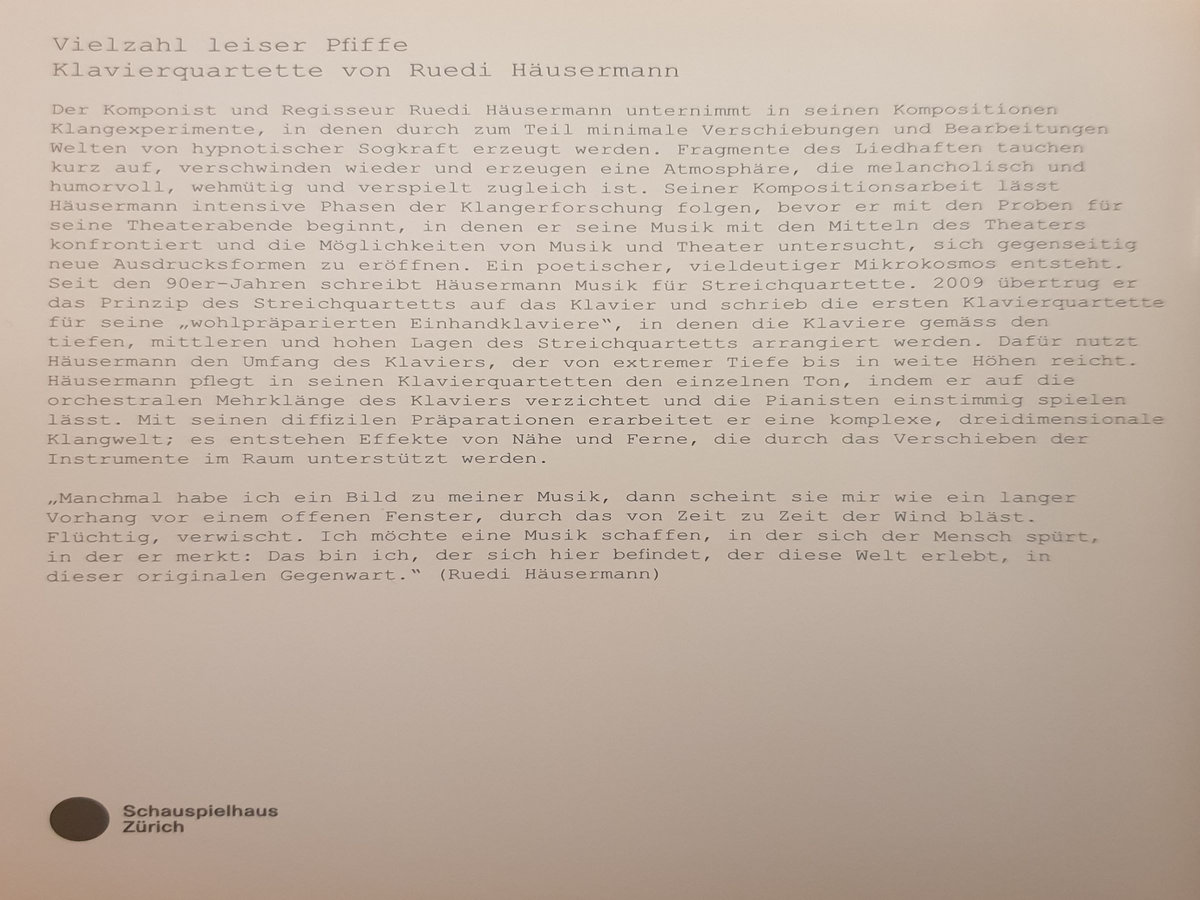 Vielzahl leiser Pfiffe
Klavierquartette von Ruedi Häusermann
Der Komponist und Regisseur Ruedi Häusermann unternimmt in seinen Kompositionen
Klangexperimente, in denen durch zum Teil minimale Verschiebungen und Bearbeitungen
Welten von hypnotischer Sogkraft erzeugt werden. Fragmente des Liedhaften tauchen
kurz auf, verschwinden wieder und erzeugen eine Atmosphäre, die melancholisch und
humorvoll, wehmütig und verspielt zugleich ist. Seiner Kompositionsarbeit lässt
Häusermann intensive Phasen der Klangerforschung folgen, bevor er mit den Proben für
seine Theaterabende beginnt, in denen er seine Musik mit den Mitteln des Theaters
konfrontiert und die Möglichkeiten von Musik und Theater untersucht, sich gegenseitig
neue Ausdrucksformen zu eröffnen. Ein poetischer, vieldeutiger Mikrokosmos entsteht.
Seit den 90er-Jahren schreibt Häusermann Musik für Streichquartette. 2009 übertrug er
das Prinzip des Streichquartetts auf das Klavier und schrieb die ersten Klavierquartette
für seine „wohlpräparierten Einhandklaviere“, in denen die Klaviere gemäss den
tiefen, mittleren und hohen Lagen des Streichquartetts arrangiert werden. Dafür nutzt
Häusermann den Umfang des Klaviers, der von extremer Tiefe bis in weite Höhen reicht.
Häusermann pflegt in seinen Klavierquartetten den einzelnen Ton, indem er auf die
orchestralen Mehrklänge des Klaviers verzichtet und die Pianisten einstimmig spielen
lässt. Mit seinen diffizilen Präparationen erarbeitet er eine komplexe, dreidimensionale
Klangwelt; es entstehen Effekte von Nähe und Ferne, die durch das Verschieben der
Instrumente im Raum unterstützt werden.
„Manchmal habe ich ein Bild zu meiner Musik, dann scheint sie mir wie ein langer
Vorhang vor einem offenen Fenster, durch das von Zeit zu Zeit der Wind bläst.
Flüchtig, verwischt. Ich möchte eine Musik schaffen, in der sich der Mensch spürt,
in der er merkt: Das bin ich, der sich hier befindet, der diese Welt erlebt, in
dieser originalen Gegenwart.“ (Ruedi Häusermann)
Schauspielhaus
Zürich